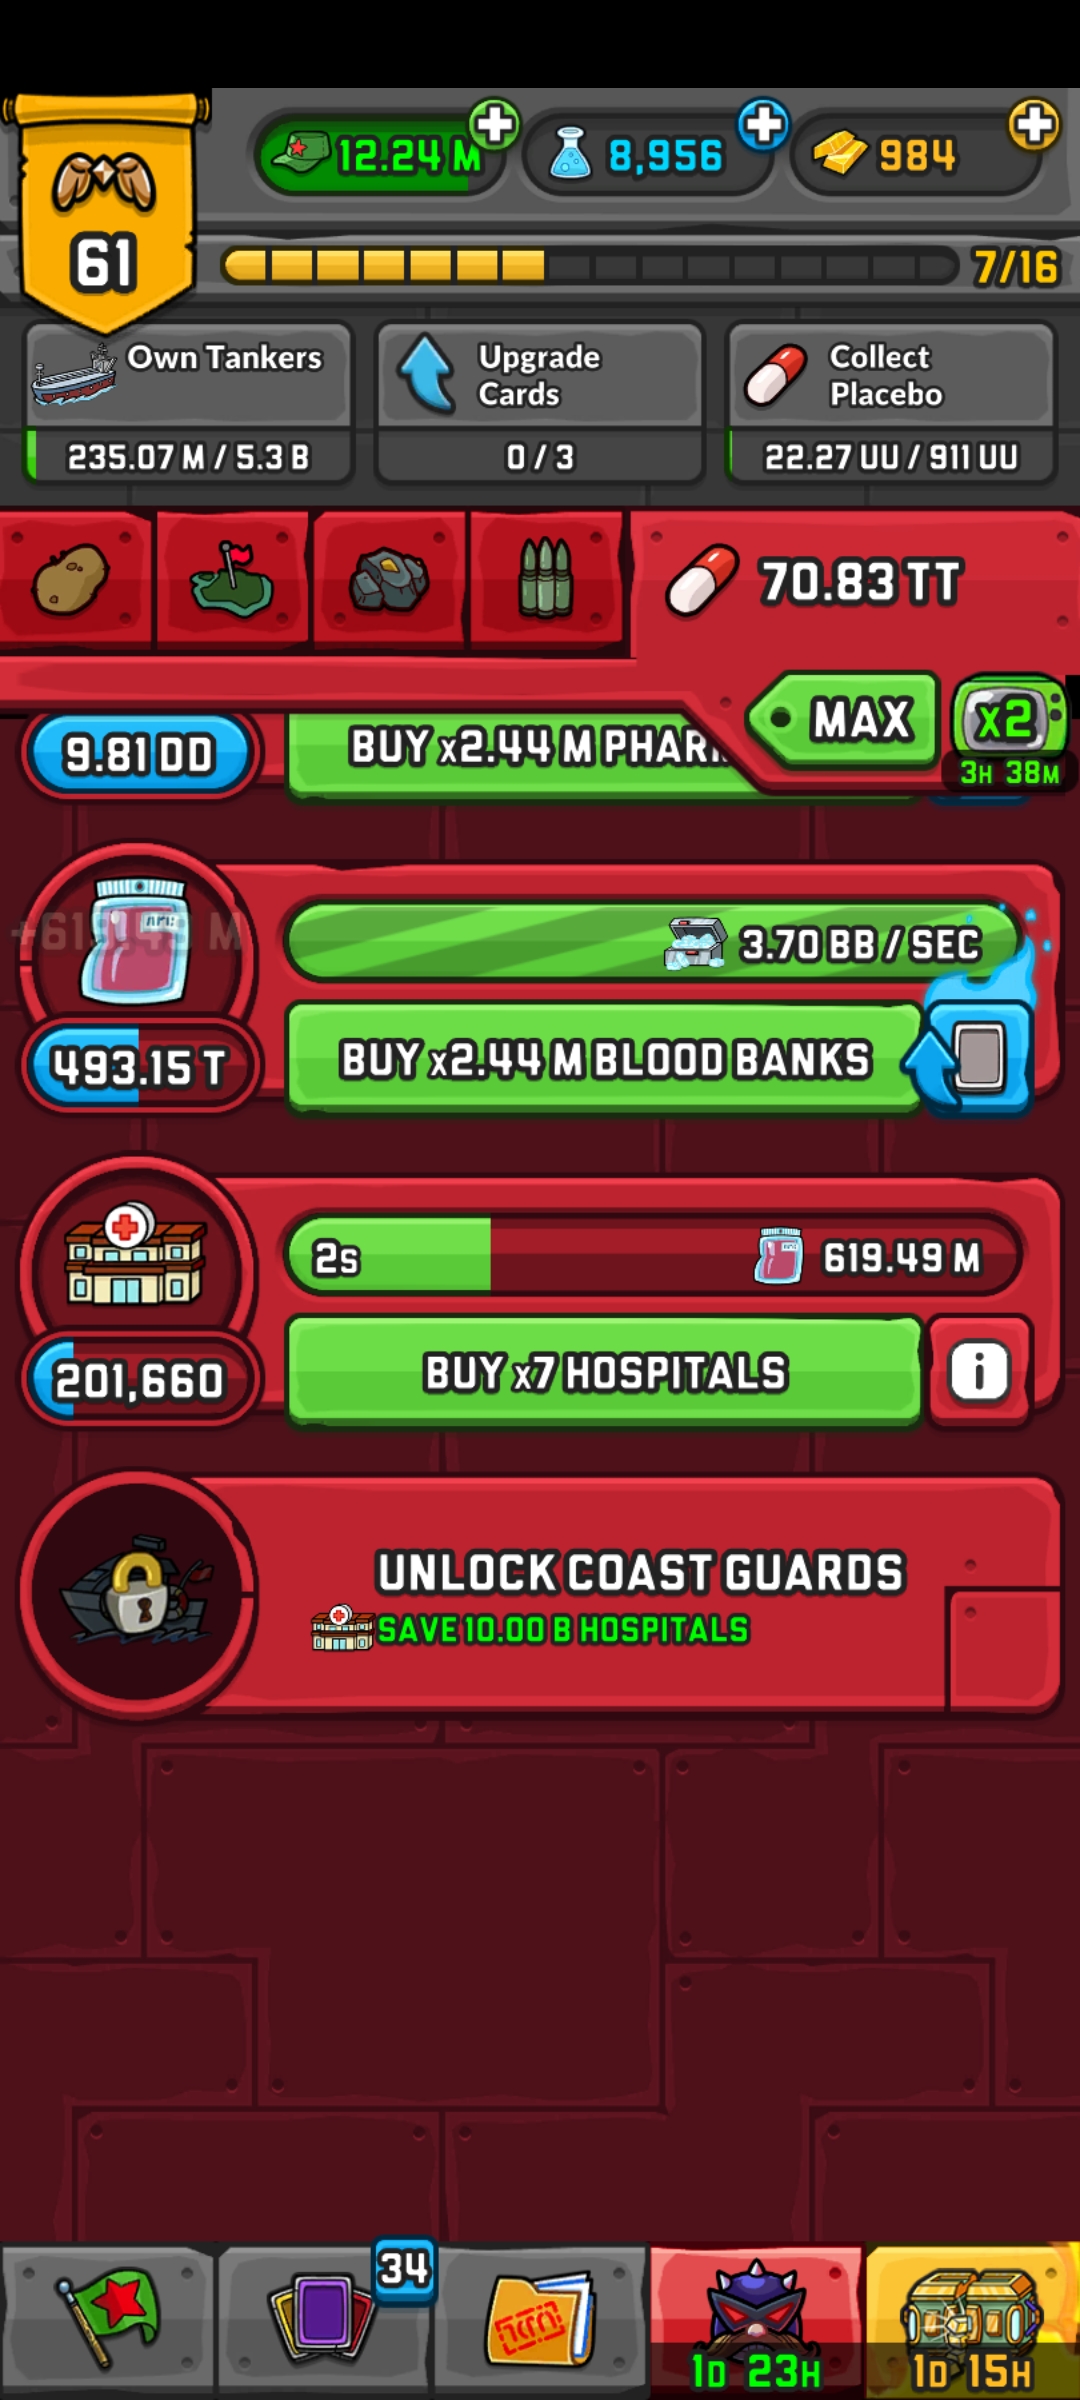 12.24 M
8,956
984
61
7/16
Own Tankers
235.07 M / 5.3 B
Upgrade
Cards
0 / 3
Collect
Placebo
22.27 UU / 911 UU
70.83 TT
MAX
x2
3H 38M
9.81 DD
BUY x2.44 M
+619.49 M
3.70 BB / SEC
493.15 T
BUY x2.44 M BLOOD BANKS
2s
619.49 M
201,660
BUY x7 HOSPITALS
i
UNLOCK COAST GUARDS
SAVE 10.00 B HOSPITALS
34
1D 23H
1D 15H